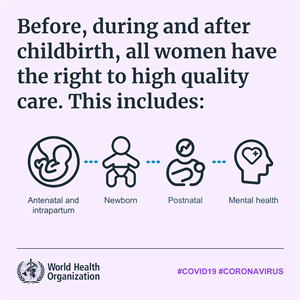 Before, during and after
childbirth, all women have
the right to high quality
care. This includes:
Antenatal and
intrapartum
Newborn
Postnatal
Mental health
World Health
Organization
#COVID19 #CORONAVIRUS